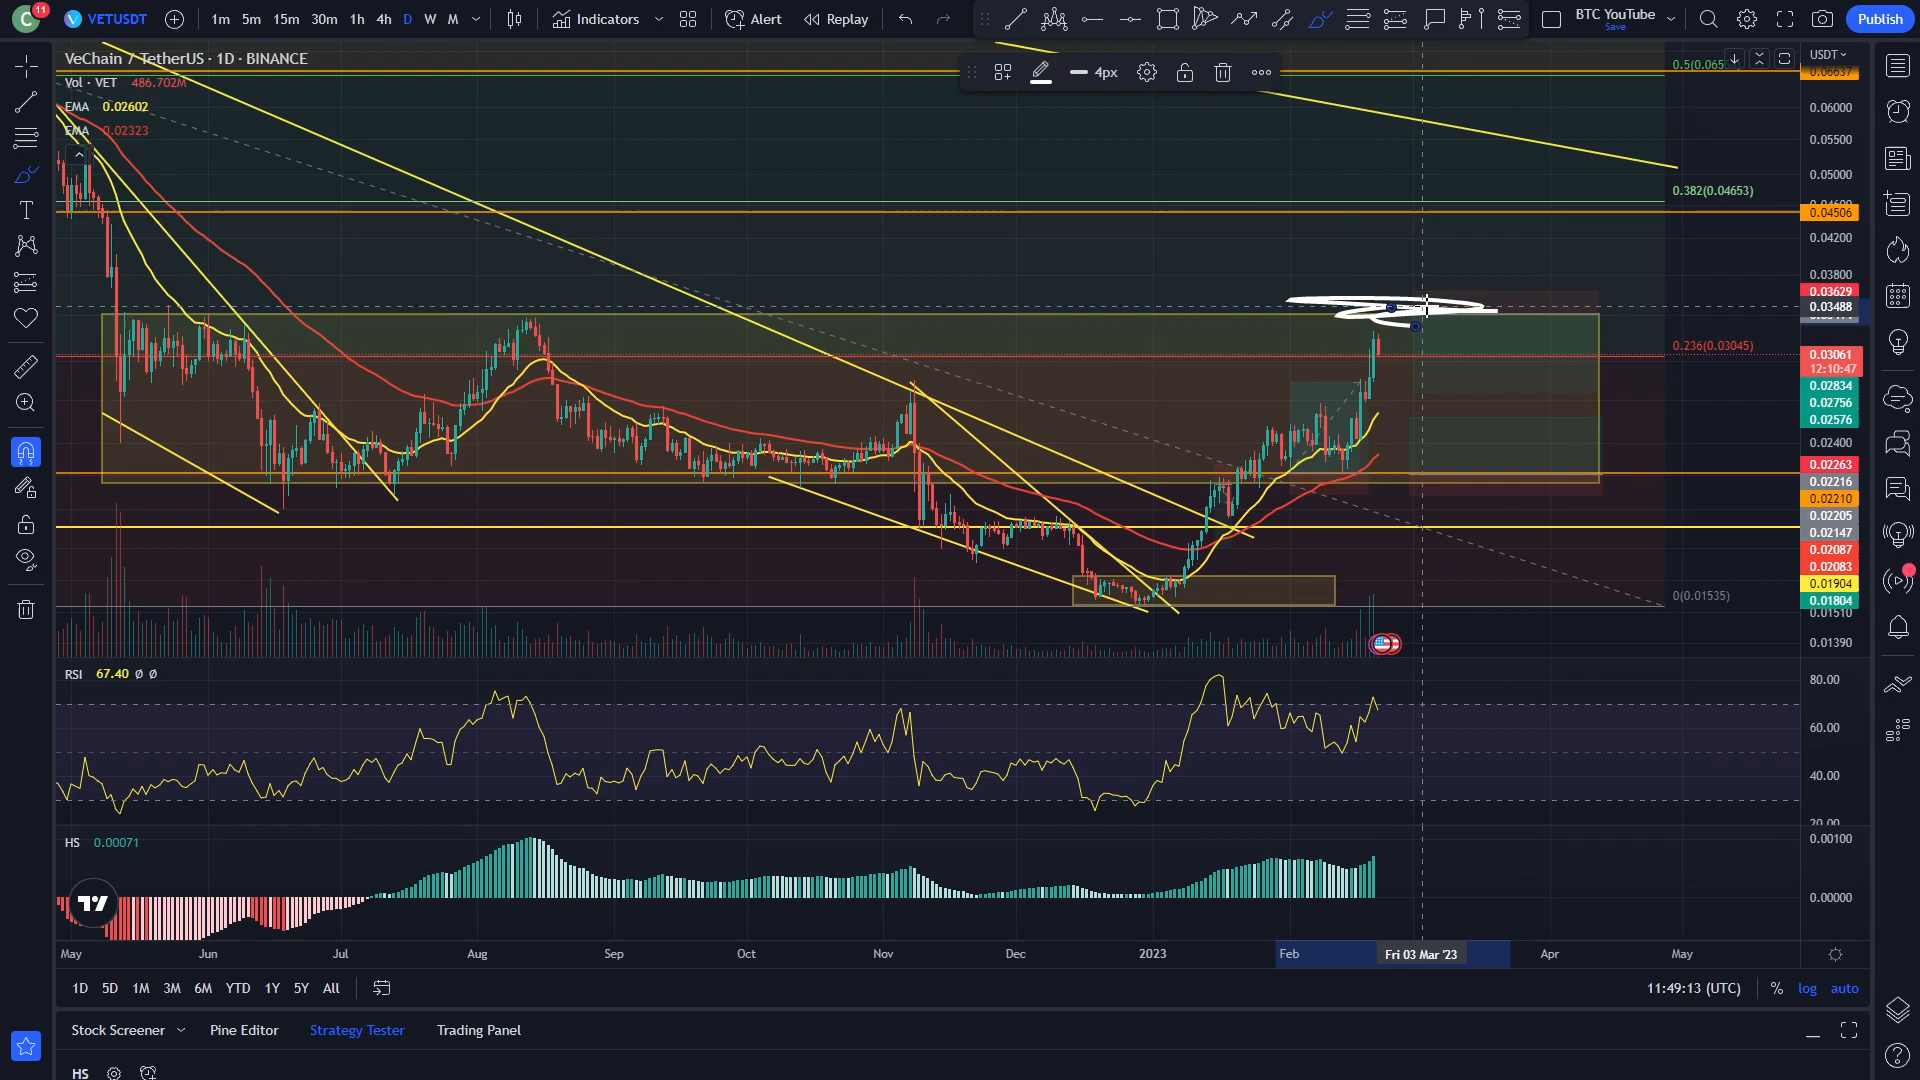 C 11 VETUSDT 1m 5m 15m 30m 1h 4h D W M Indicators Alert Replay BTC YouTube Save Publish
VeChain / TetherUS · 1D · BINANCE
Vol · VET 486.702M
EMA 0.02602
EMA 0.02323
4px
USDT
0.06637
0.06000
0.05500
0.05000
0.382(0.04653)
0.04506
0.04200
0.03800
0.03629
0.03488
0.236(0.03045)
0.03061
12:10:47
0.02834
0.02756
0.02576
0.02400
0.02263
0.02216
0.02210
0.02205
0.02147
0.02087
0.02083
0.01904
0.01804
0(0.01535)
0.01510
0.01390
RSI 67.40 Ø Ø
80.00
60.00
40.00
20.00
HS 0.00071
0.00100
0.00000
May Jun Jul Aug Sep Oct Nov Dec 2023 Feb Fri 03 Mar '23 Apr May
1D 5D 1M 3M 6M YTD 1Y 5Y All 11:49:13 (UTC) % log auto
Stock Screener Pine Editor Strategy Tester Trading Panel
HS